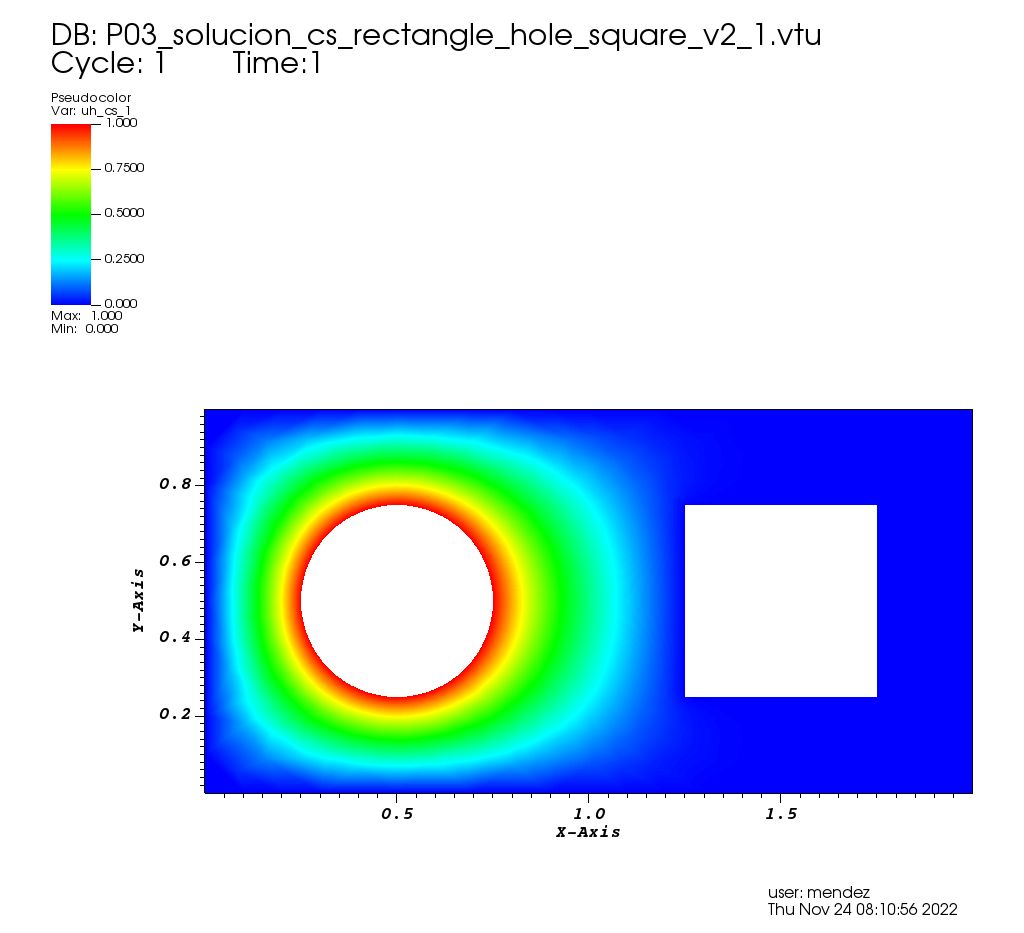 DB: P03_solucion_cs_rectangle_hole_square_v2_1.vtu
Cycle: 1 Time:1
Pseudocolor
Var: uh_cs_1
1.000
0.7500
0.5000
0.2500
0.000
Max: 1.000
Min: 0.000
0.8
0.6
0.4
0.2
Y-Axis
0.5 1.0 1.5
X-Axis
user: mendez
Thu Nov 24 08:10:56 2022